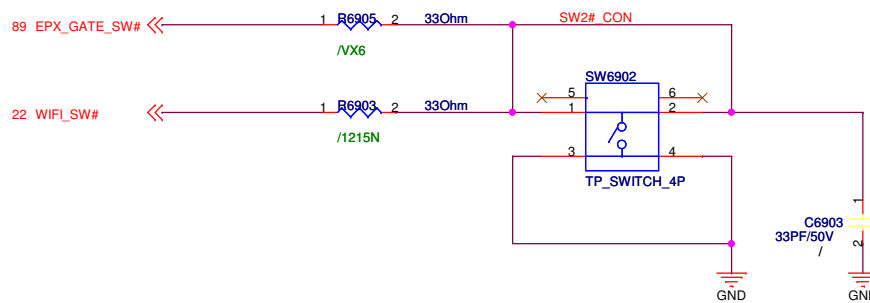 89 EPX_GATE_SW# 1 R6905 2 33Ohm SW2#_CON
/VX6
SW6902
5 6
22 WIFI_SW# 1 R6903 2 33Ohm 1 2
/1215N
3 4
TP_SWITCH_4P
1
C6903
33PF/50V
/
2
GND GND